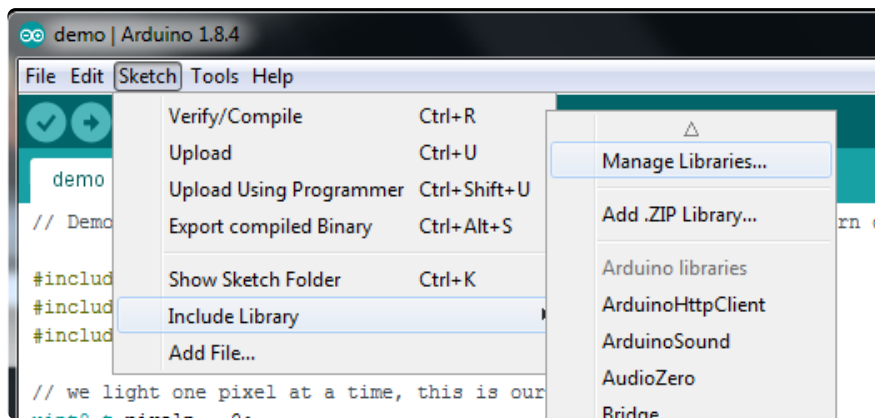 demo | Arduino 1.8.4
File Edit Sketch Tools Help
Verify/Compile Ctrl+R
Upload Ctrl+U
Upload Using Programmer Ctrl+Shift+U
Export compiled Binary Ctrl+Alt+S
Show Sketch Folder Ctrl+K
Include Library
Add File...
Manage Libraries...
Add .ZIP Library...
Arduino libraries
ArduinoHttpClient
ArduinoSound
AudioZero
Bridge
demo
// Demo
rn
#includ
#includ
#includ
// we light one pixel at a time, this is our